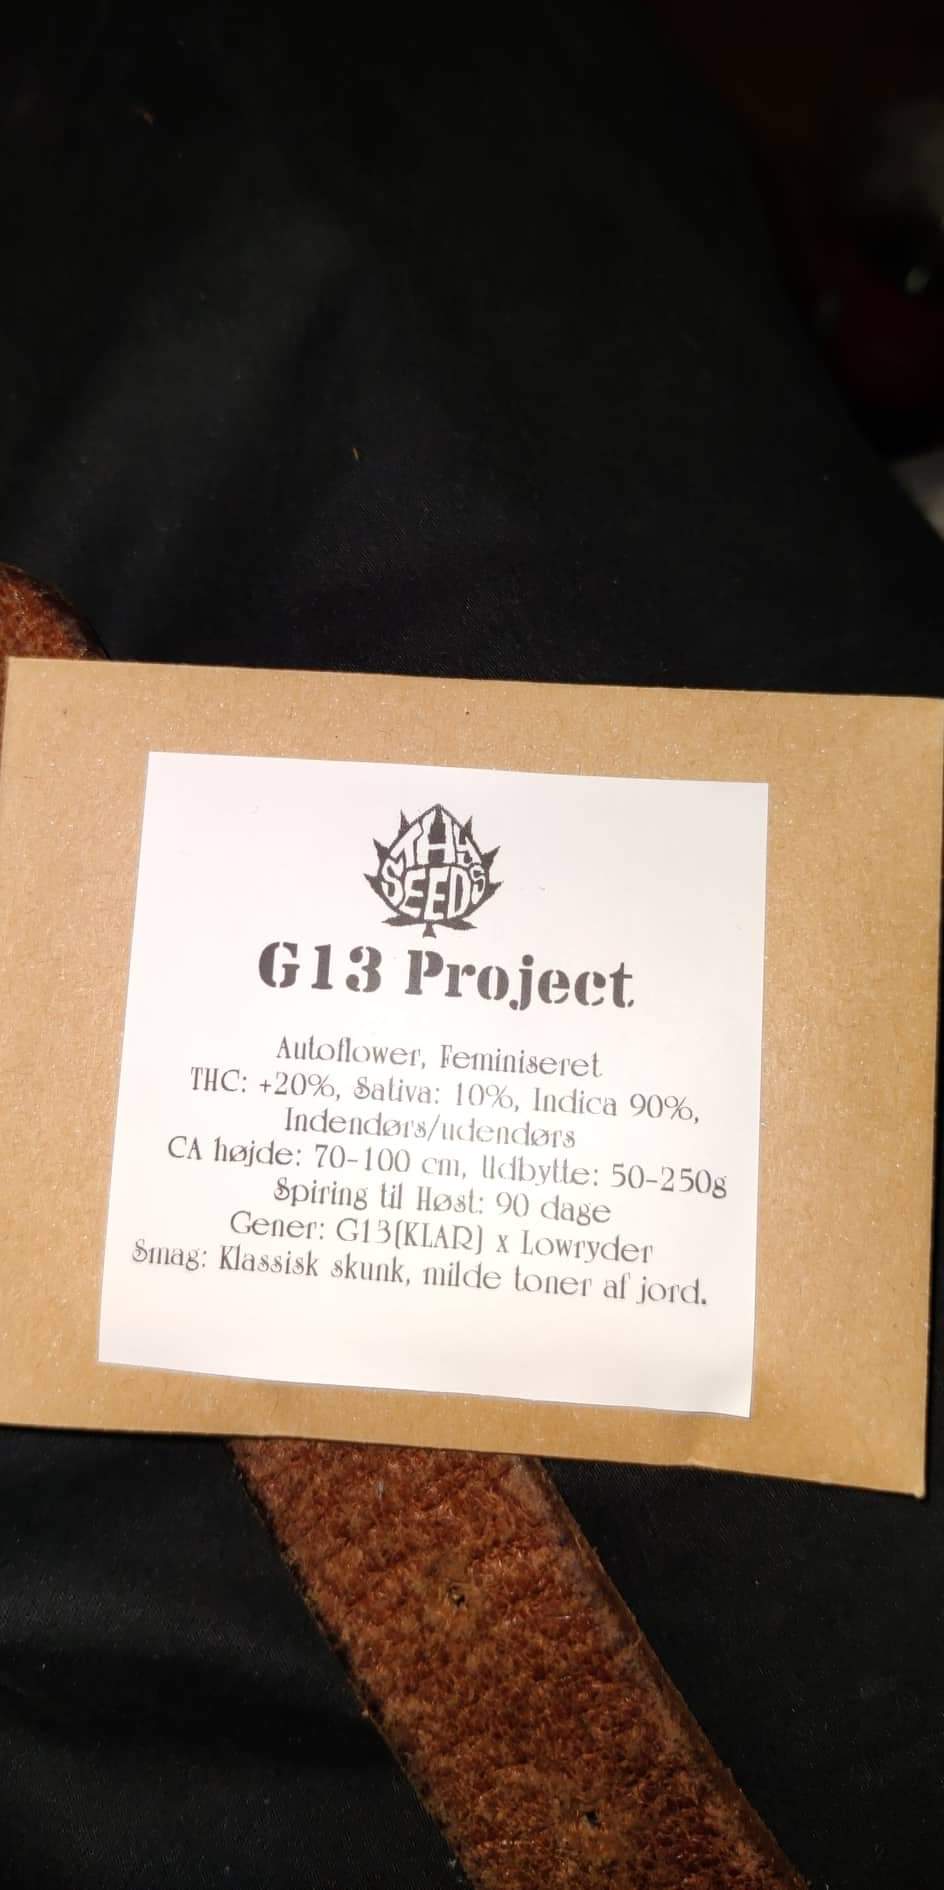 THY
SEEDS
G13 Project
Autoflower, Feminiseret
THC: +20%, Sativa: 10%, Indica 90%,
Indendørs/udendørs
CA højde: 70-100 cm, Udbytte: 50-250g
Spiring til Høst: 90 dage
Gener: G13(KLAR) x Lowryder
Smag: Klassisk skunk, milde toner af jord.